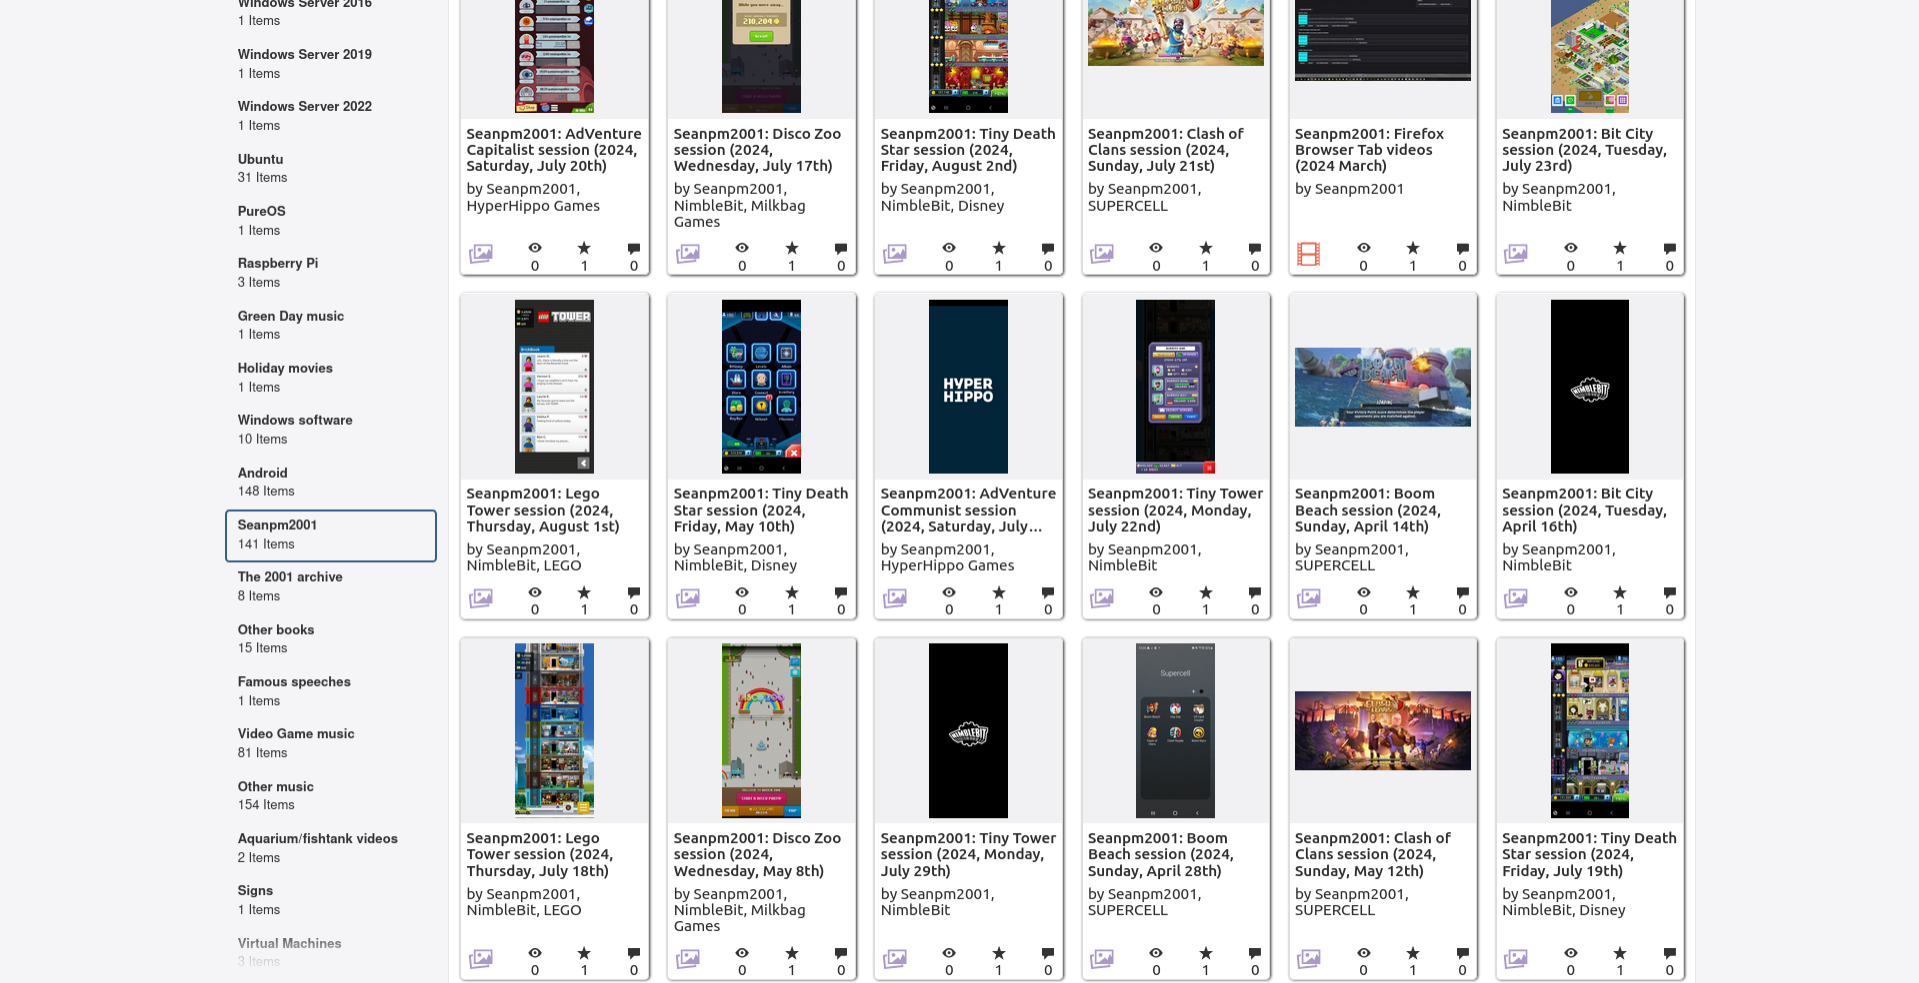 Windows Server 2016
1 Items
Windows Server 2019
1 Items
Windows Server 2022
1 Items
Ubuntu
31 Items
PureOS
1 Items
Raspberry Pi
3 Items
Green Day music
1 Items
Holiday movies
1 Items
Windows software
10 Items
Android
148 Items
Seanpm2001
141 Items
The 2001 archive
8 Items
Other books
15 Items
Famous speeches
1 Items
Video Game music
81 Items
Other music
154 Items
Aquarium/fishtank videos
2 Items
Signs
1 Items
Virtual Machines
3 Items
210,204
Seanpm2001: AdVenture
Capitalist session (2024,
Saturday, July 20th)
by Seanpm2001,
HyperHippo Games
0 1 0
Seanpm2001: Disco Zoo
session (2024,
Wednesday, July 17th)
by Seanpm2001,
NimbleBit, Milkbag
Games
0 1 0
Seanpm2001: Tiny Death
Star session (2024,
Friday, August 2nd)
by Seanpm2001,
NimbleBit, Disney
0 1 0
Seanpm2001: Clash of
Clans session (2024,
Sunday, July 21st)
by Seanpm2001,
SUPERCELL
0 1 0
Seanpm2001: Firefox
Browser Tab videos
(2024 March)
by Seanpm2001
0 1 0
Seanpm2001: Bit City
session (2024, Tuesday,
July 23rd)
by Seanpm2001,
NimbleBit
0 1 0
LEGO TOWER
Seanpm2001: Lego
Tower session (2024,
Thursday, August 1st)
by Seanpm2001,
NimbleBit, LEGO
0 1 0
Seanpm2001: Tiny Death
Star session (2024,
Friday, May 10th)
by Seanpm2001,
NimbleBit, Disney
0 1 0
HYPER
HIPPO
Seanpm2001: AdVenture
Communist session
(2024, Saturday, July...
by Seanpm2001,
HyperHippo Games
0 1 0
Seanpm2001: Tiny Tower
session (2024, Monday,
July 22nd)
by Seanpm2001,
NimbleBit
0 1 0
BOOM
BEACH
Seanpm2001: Boom
Beach session (2024,
Sunday, April 14th)
by Seanpm2001,
SUPERCELL
0 1 0
NIMBLEBIT
Seanpm2001: Bit City
session (2024, Tuesday,
April 16th)
by Seanpm2001,
NimbleBit
0 1 0
Seanpm2001: Lego
Tower session (2024,
Thursday, July 18th)
by Seanpm2001,
NimbleBit, LEGO
0 1 0
Seanpm2001: Disco Zoo
session (2024,
Wednesday, May 8th)
by Seanpm2001,
NimbleBit, Milkbag
Games
0 1 0
NIMBLEBIT
Seanpm2001: Tiny Tower
session (2024, Monday,
July 29th)
by Seanpm2001,
NimbleBit
0 1 0
Supercell
Seanpm2001: Boom
Beach session (2024,
Sunday, April 28th)
by Seanpm2001,
SUPERCELL
0 1 0
Seanpm2001: Clash of
Clans session (2024,
Sunday, May 12th)
by Seanpm2001,
SUPERCELL
0 1 0
Seanpm2001: Tiny Death
Star session (2024,
Friday, July 19th)
by Seanpm2001,
NimbleBit, Disney
0 1 0